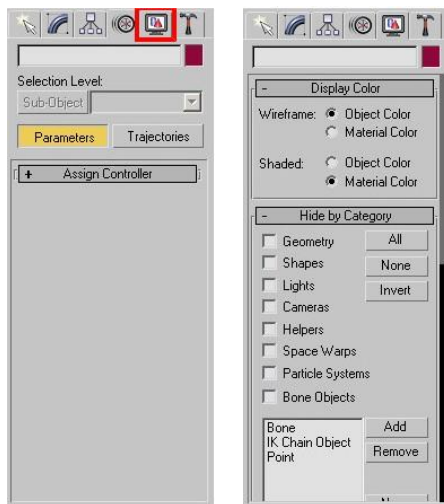 Selection Level:
Sub-Object
Parameters
Trajectories
+ Assign Controller
- Display Color
Wireframe: Object Color
Material Color
Shaded: Object Color
Material Color
- Hide by Category
Geometry All
Shapes None
Lights Invert
Cameras
Helpers
Space Warps
Particle Systems
Bone Objects
Bone Add
IK Chain Object
Point Remove